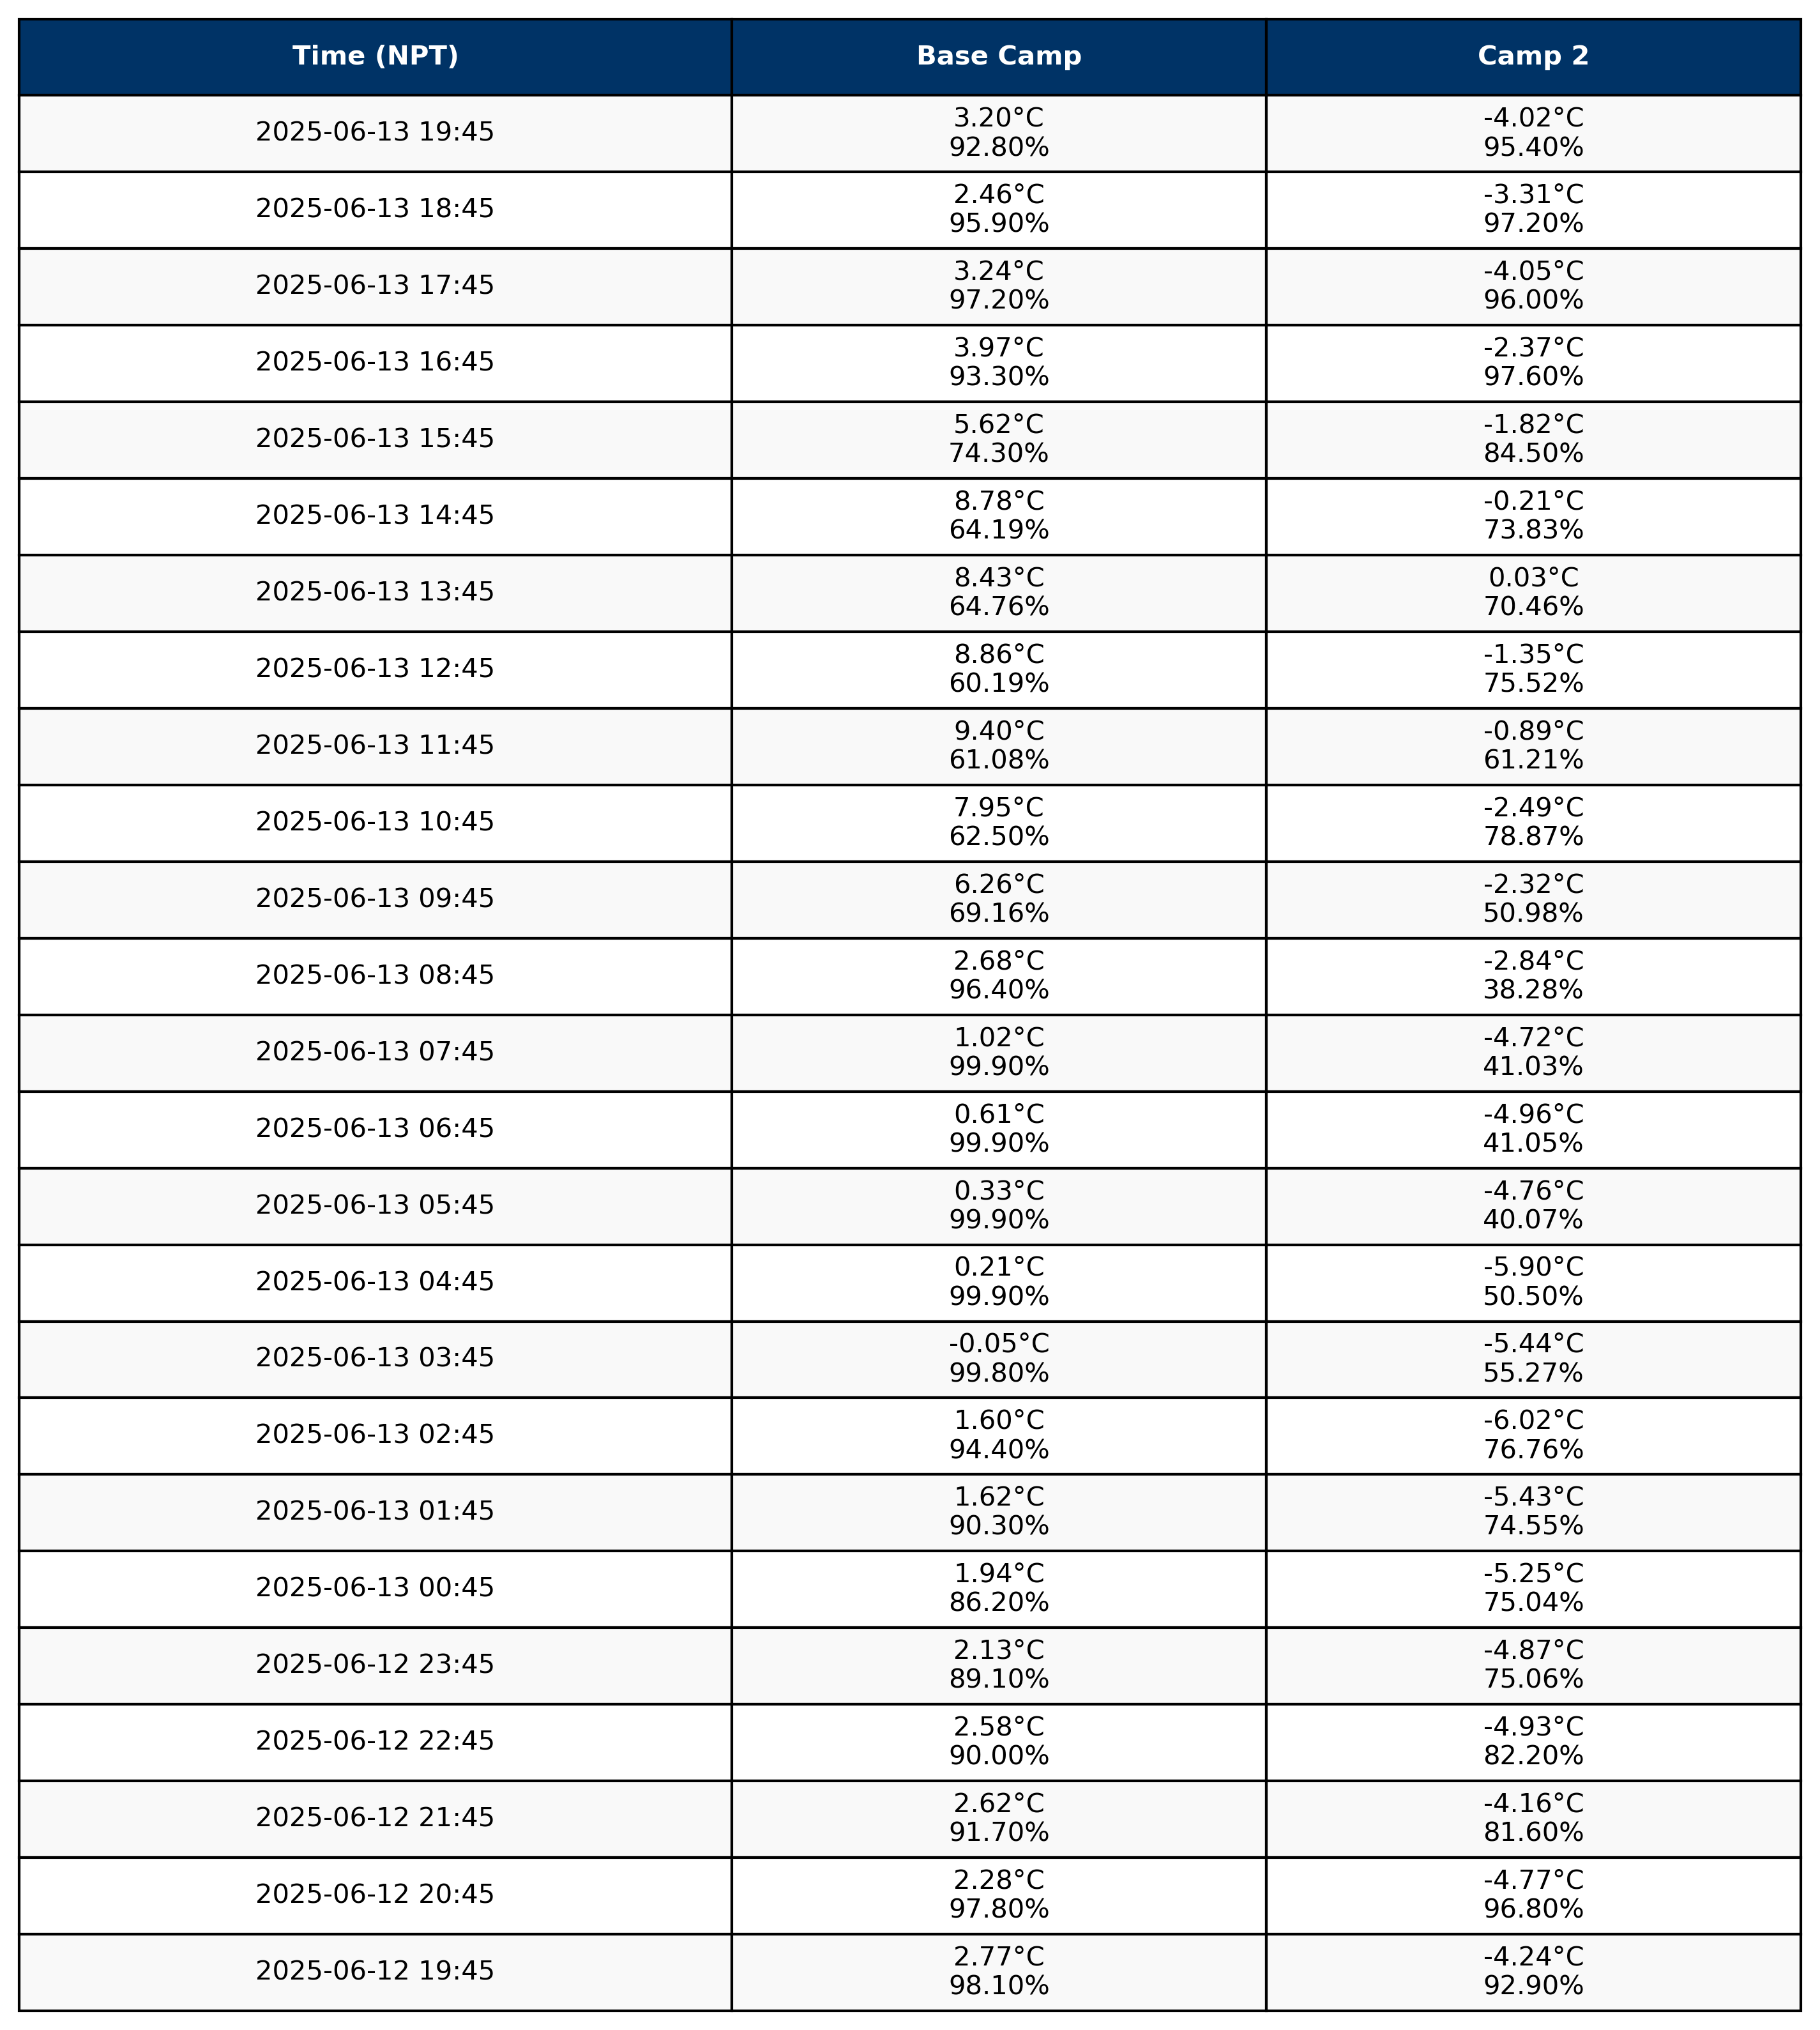 Time (NPT) Base Camp Camp 2
2025-06-13 19:45 3.20°C -4.02°C
92.80% 95.40%
2025-06-13 18:45 2.46°C -3.31°C
95.90% 97.20%
2025-06-13 17:45 3.24°C -4.05°C
97.20% 96.00%
2025-06-13 16:45 3.97°C -2.37°C
93.30% 97.60%
2025-06-13 15:45 5.62°C -1.82°C
74.30% 84.50%
2025-06-13 14:45 8.78°C -0.21°C
64.19% 73.83%
2025-06-13 13:45 8.43°C 0.03°C
64.76% 70.46%
2025-06-13 12:45 8.86°C -1.35°C
60.19% 75.52%
2025-06-13 11:45 9.40°C -0.89°C
61.08% 61.21%
2025-06-13 10:45 7.95°C -2.49°C
62.50% 78.87%
2025-06-13 09:45 6.26°C -2.32°C
69.16% 50.98%
2025-06-13 08:45 2.68°C -2.84°C
96.40% 38.28%
2025-06-13 07:45 1.02°C -4.72°C
99.90% 41.03%
2025-06-13 06:45 0.61°C -4.96°C
99.90% 41.05%
2025-06-13 05:45 0.33°C -4.76°C
99.90% 40.07%
2025-06-13 04:45 0.21°C -5.90°C
99.90% 50.50%
2025-06-13 03:45 -0.05°C -5.44°C
99.80% 55.27%
2025-06-13 02:45 1.60°C -6.02°C
94.40% 76.76%
2025-06-13 01:45 1.62°C -5.43°C
90.30% 74.55%
2025-06-13 00:45 1.94°C -5.25°C
86.20% 75.04%
2025-06-12 23:45 2.13°C -4.87°C
89.10% 75.06%
2025-06-12 22:45 2.58°C -4.93°C
90.00% 82.20%
2025-06-12 21:45 2.62°C -4.16°C
91.70% 81.60%
2025-06-12 20:45 2.28°C -4.77°C
97.80% 96.80%
2025-06-12 19:45 2.77°C -4.24°C
98.10% 92.90%